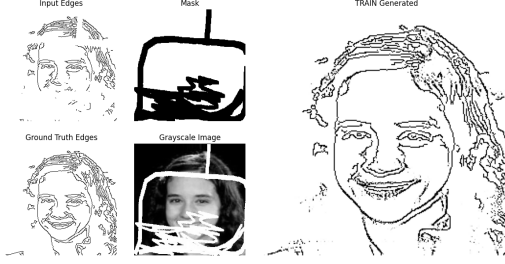 Input Edges
Mask
TRAIN Generated
Ground Truth Edges
Grayscale Image